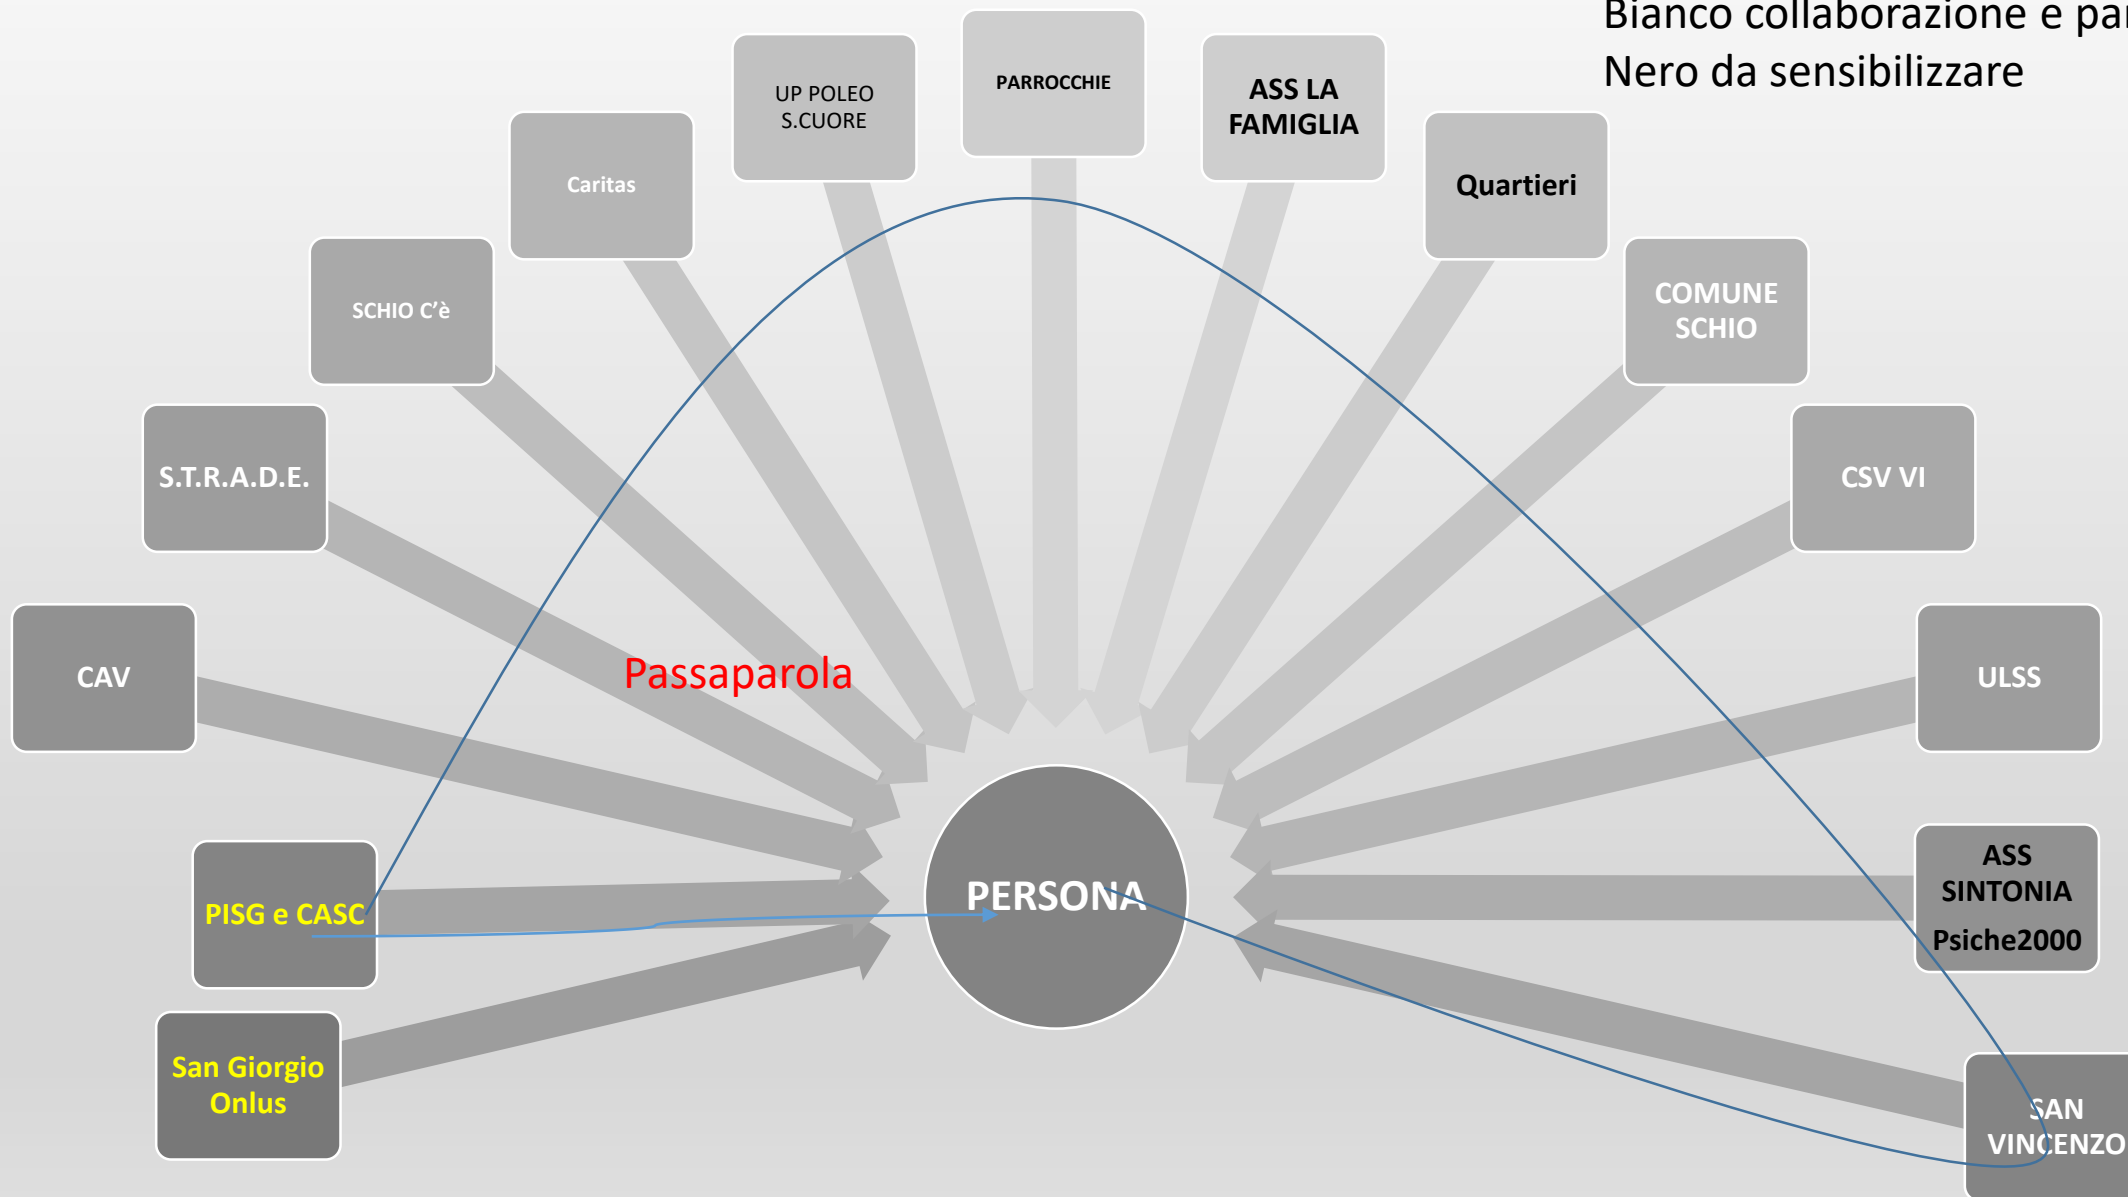 Bianco collaborazione e
Nero da sensibilizzare
PARROCCHIE
UP POLEO
S.CUORE
ASS LA
FAMIGLIA
Caritas
Quartieri
SCHIO C'è
COMUNE
SCHIO
S.T.R.A.D.E.
CSV VI
CAV
Passaparola
ULSS
PISG e CASC
PERSONA
ASS
SINTONIA
Psiche2000
San Giorgio
Onlus
SAN
VINCENZO